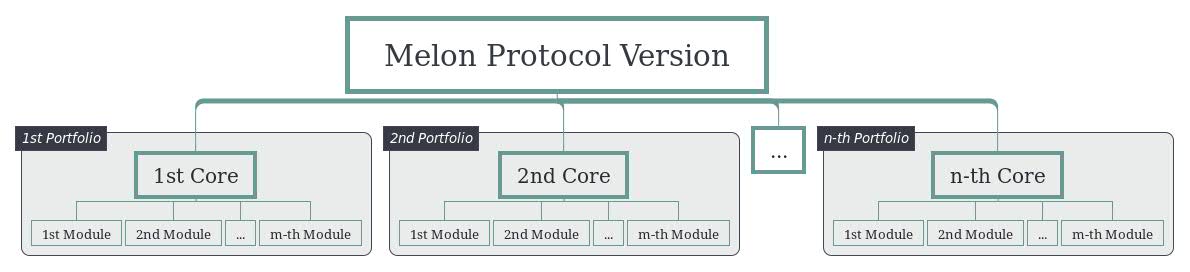 Melon Protocol Version
1st Portfolio
2nd Portfolio
...
n-th Portfolio
1st Core
2nd Core
n-th Core
1st Module 2nd Module ... m-th Module
1st Module 2nd Module ... m-th Module
1st Module 2nd Module ... m-th Module